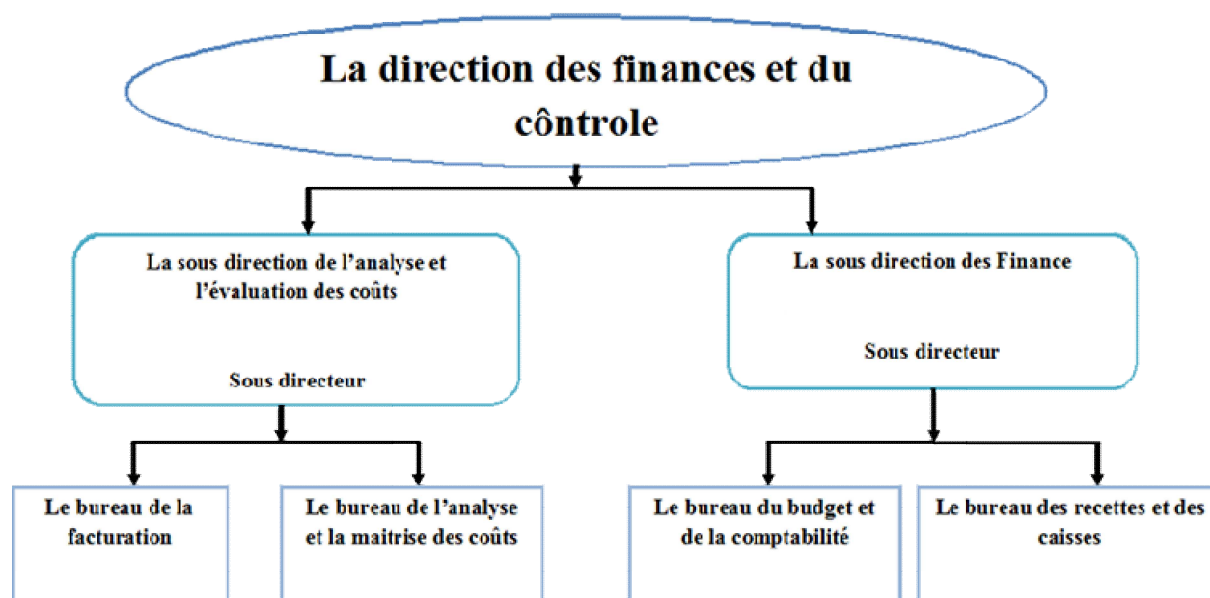 La direction des finances et du
côntrole
La sous direction de l'analyse et
l'évaluation des coûts
Sous directeur
La sous direction des Finance
Sous directeur
Le bureau de la
facturation
Le bureau de l'analyse
et la maitrise des coûts
Le bureau du budget et
de la comptabilité
Le bureau des recettes et des
caisses